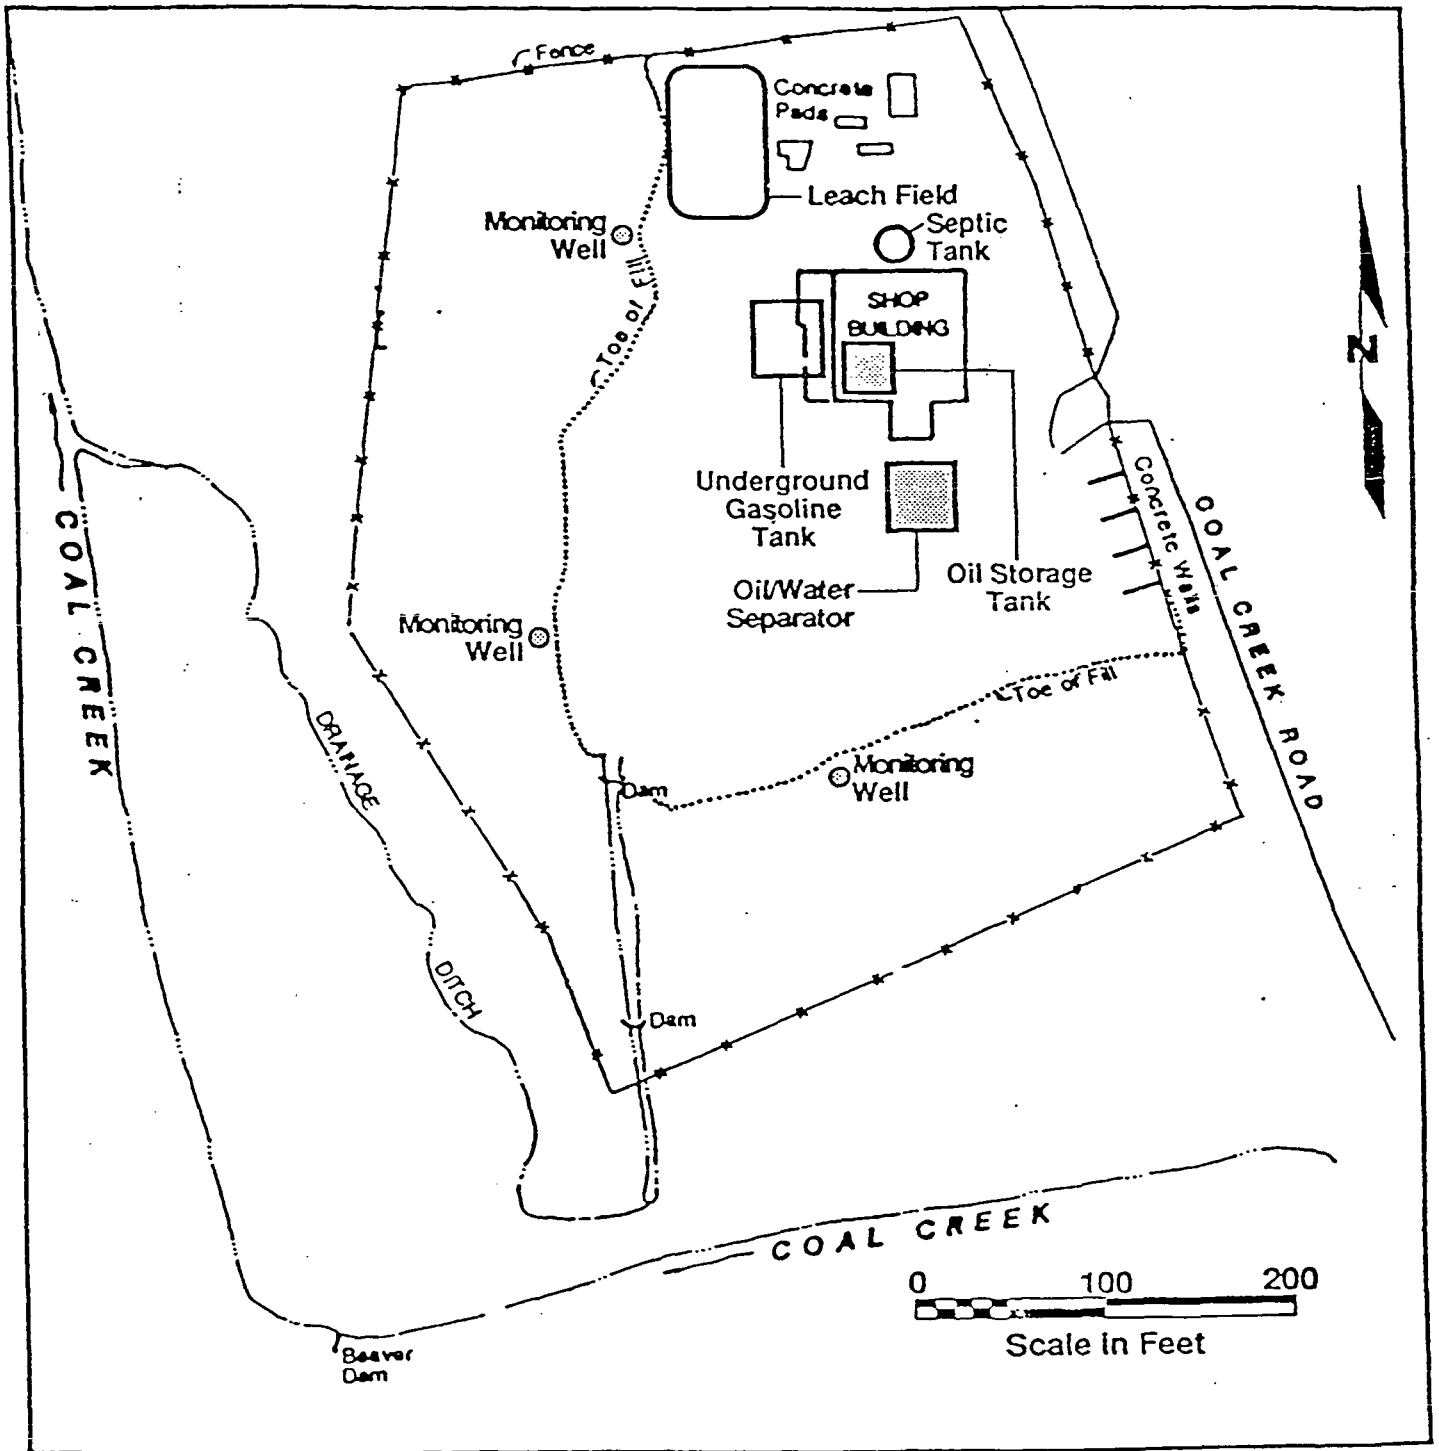 Fence
Concrete
Pads
Leach Field
Monitoring
Well
Septic
Tank
Toe of Fill
SHOP
BUILDING
N
Underground
Gasoline
Tank
Oil/Water
Separator
Oil Storage
Tank
Concrete Walls
COAL CREEK ROAD
COAL CREEK
Monitoring
Well
DRAINAGE
DITCH
Toe of Fill
Monitoring
Well
Dam
Dam
COAL CREEK
0 100 200
Scale in Feet
Beaver
Dam